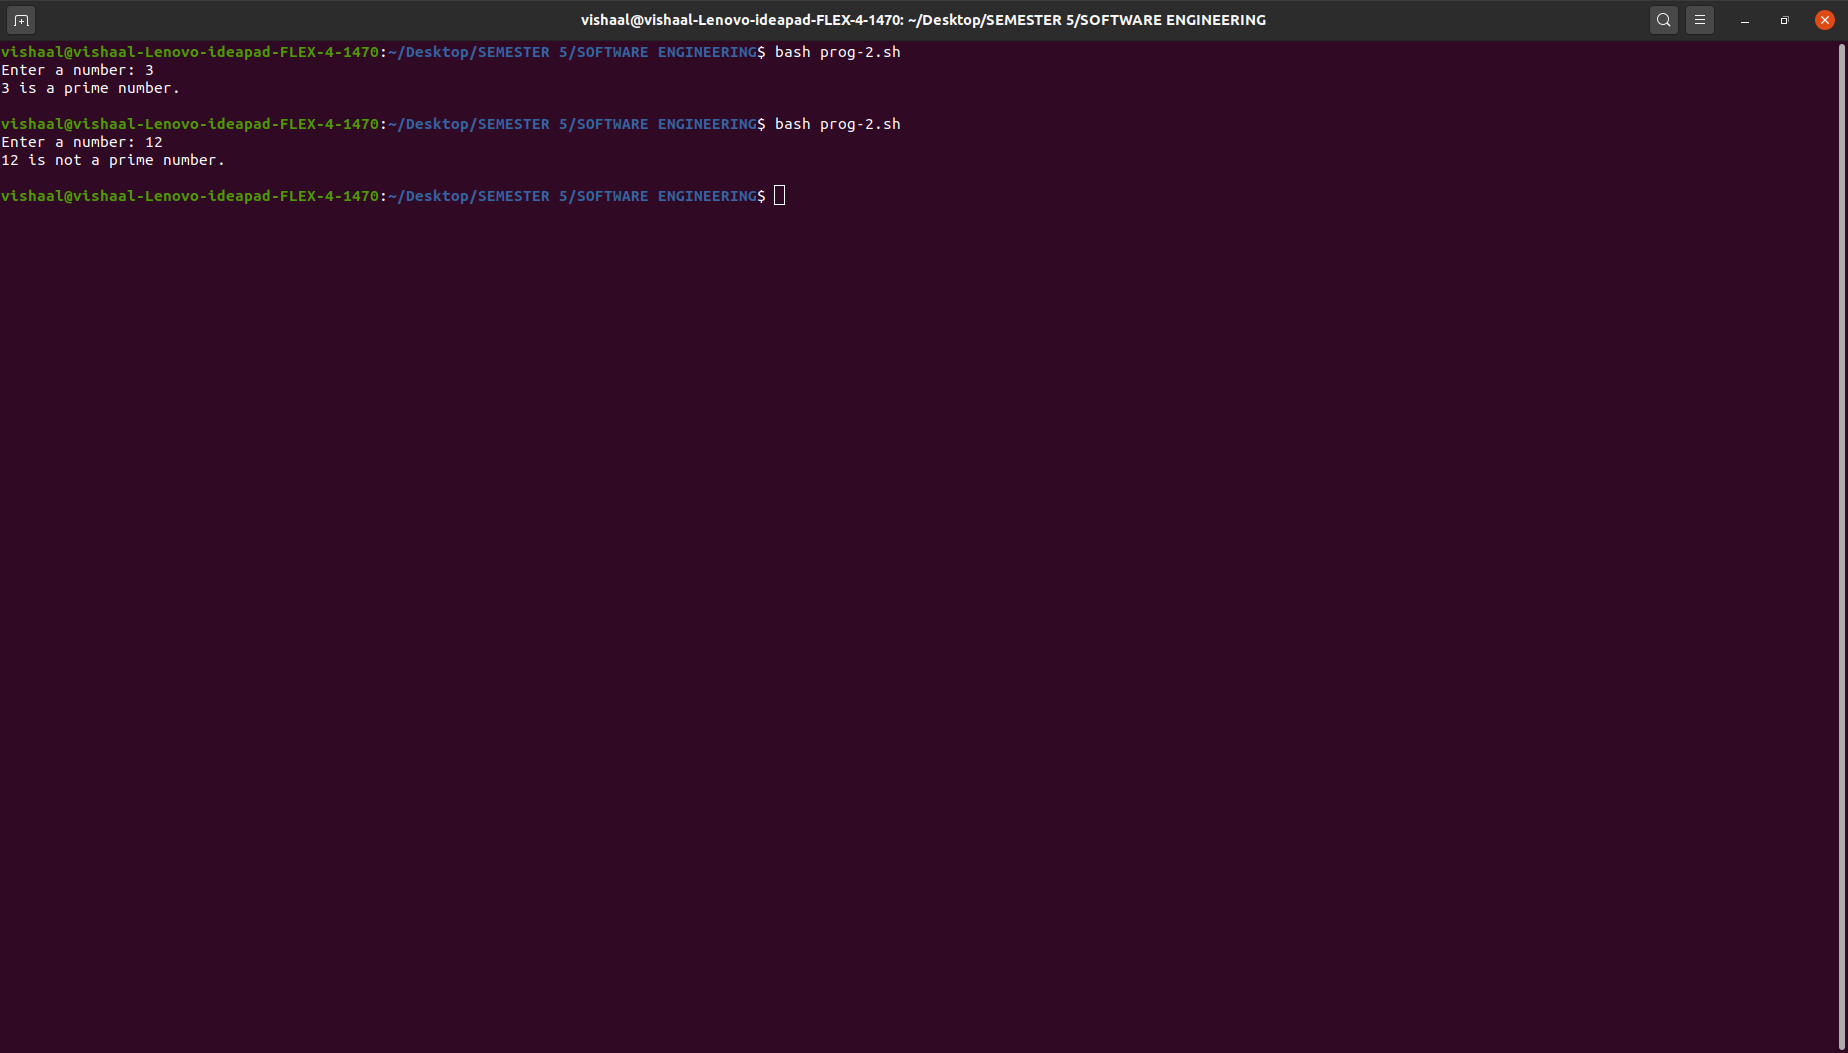 vishaal@vishaal-Lenovo-ideapad-FLEX-4-1470: ~/Desktop/SEMESTER 5/SOFTWARE ENGINEERING
vishaal@vishaal-Lenovo-ideapad-FLEX-4-1470:~/Desktop/SEMESTER 5/SOFTWARE ENGINEERING$ bash prog-2.sh
Enter a number: 3
3 is a prime number.
vishaal@vishaal-Lenovo-ideapad-FLEX-4-1470:~/Desktop/SEMESTER 5/SOFTWARE ENGINEERING$ bash prog-2.sh
Enter a number: 12
12 is not a prime number.
vishaal@vishaal-Lenovo-ideapad-FLEX-4-1470:~/Desktop/SEMESTER 5/SOFTWARE ENGINEERING$